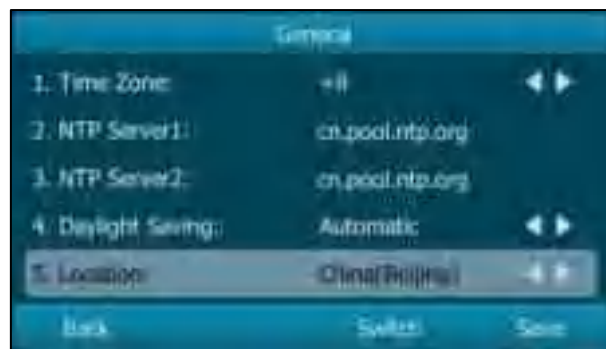 General
1. Time Zone: +8
2. NTP Server1: cn.pool.ntp.org
3. NTP Server2: cn.pool.ntp.org
4. Daylight Saving: Automatic
5. Location: China(Beijing)
Back Switch Save